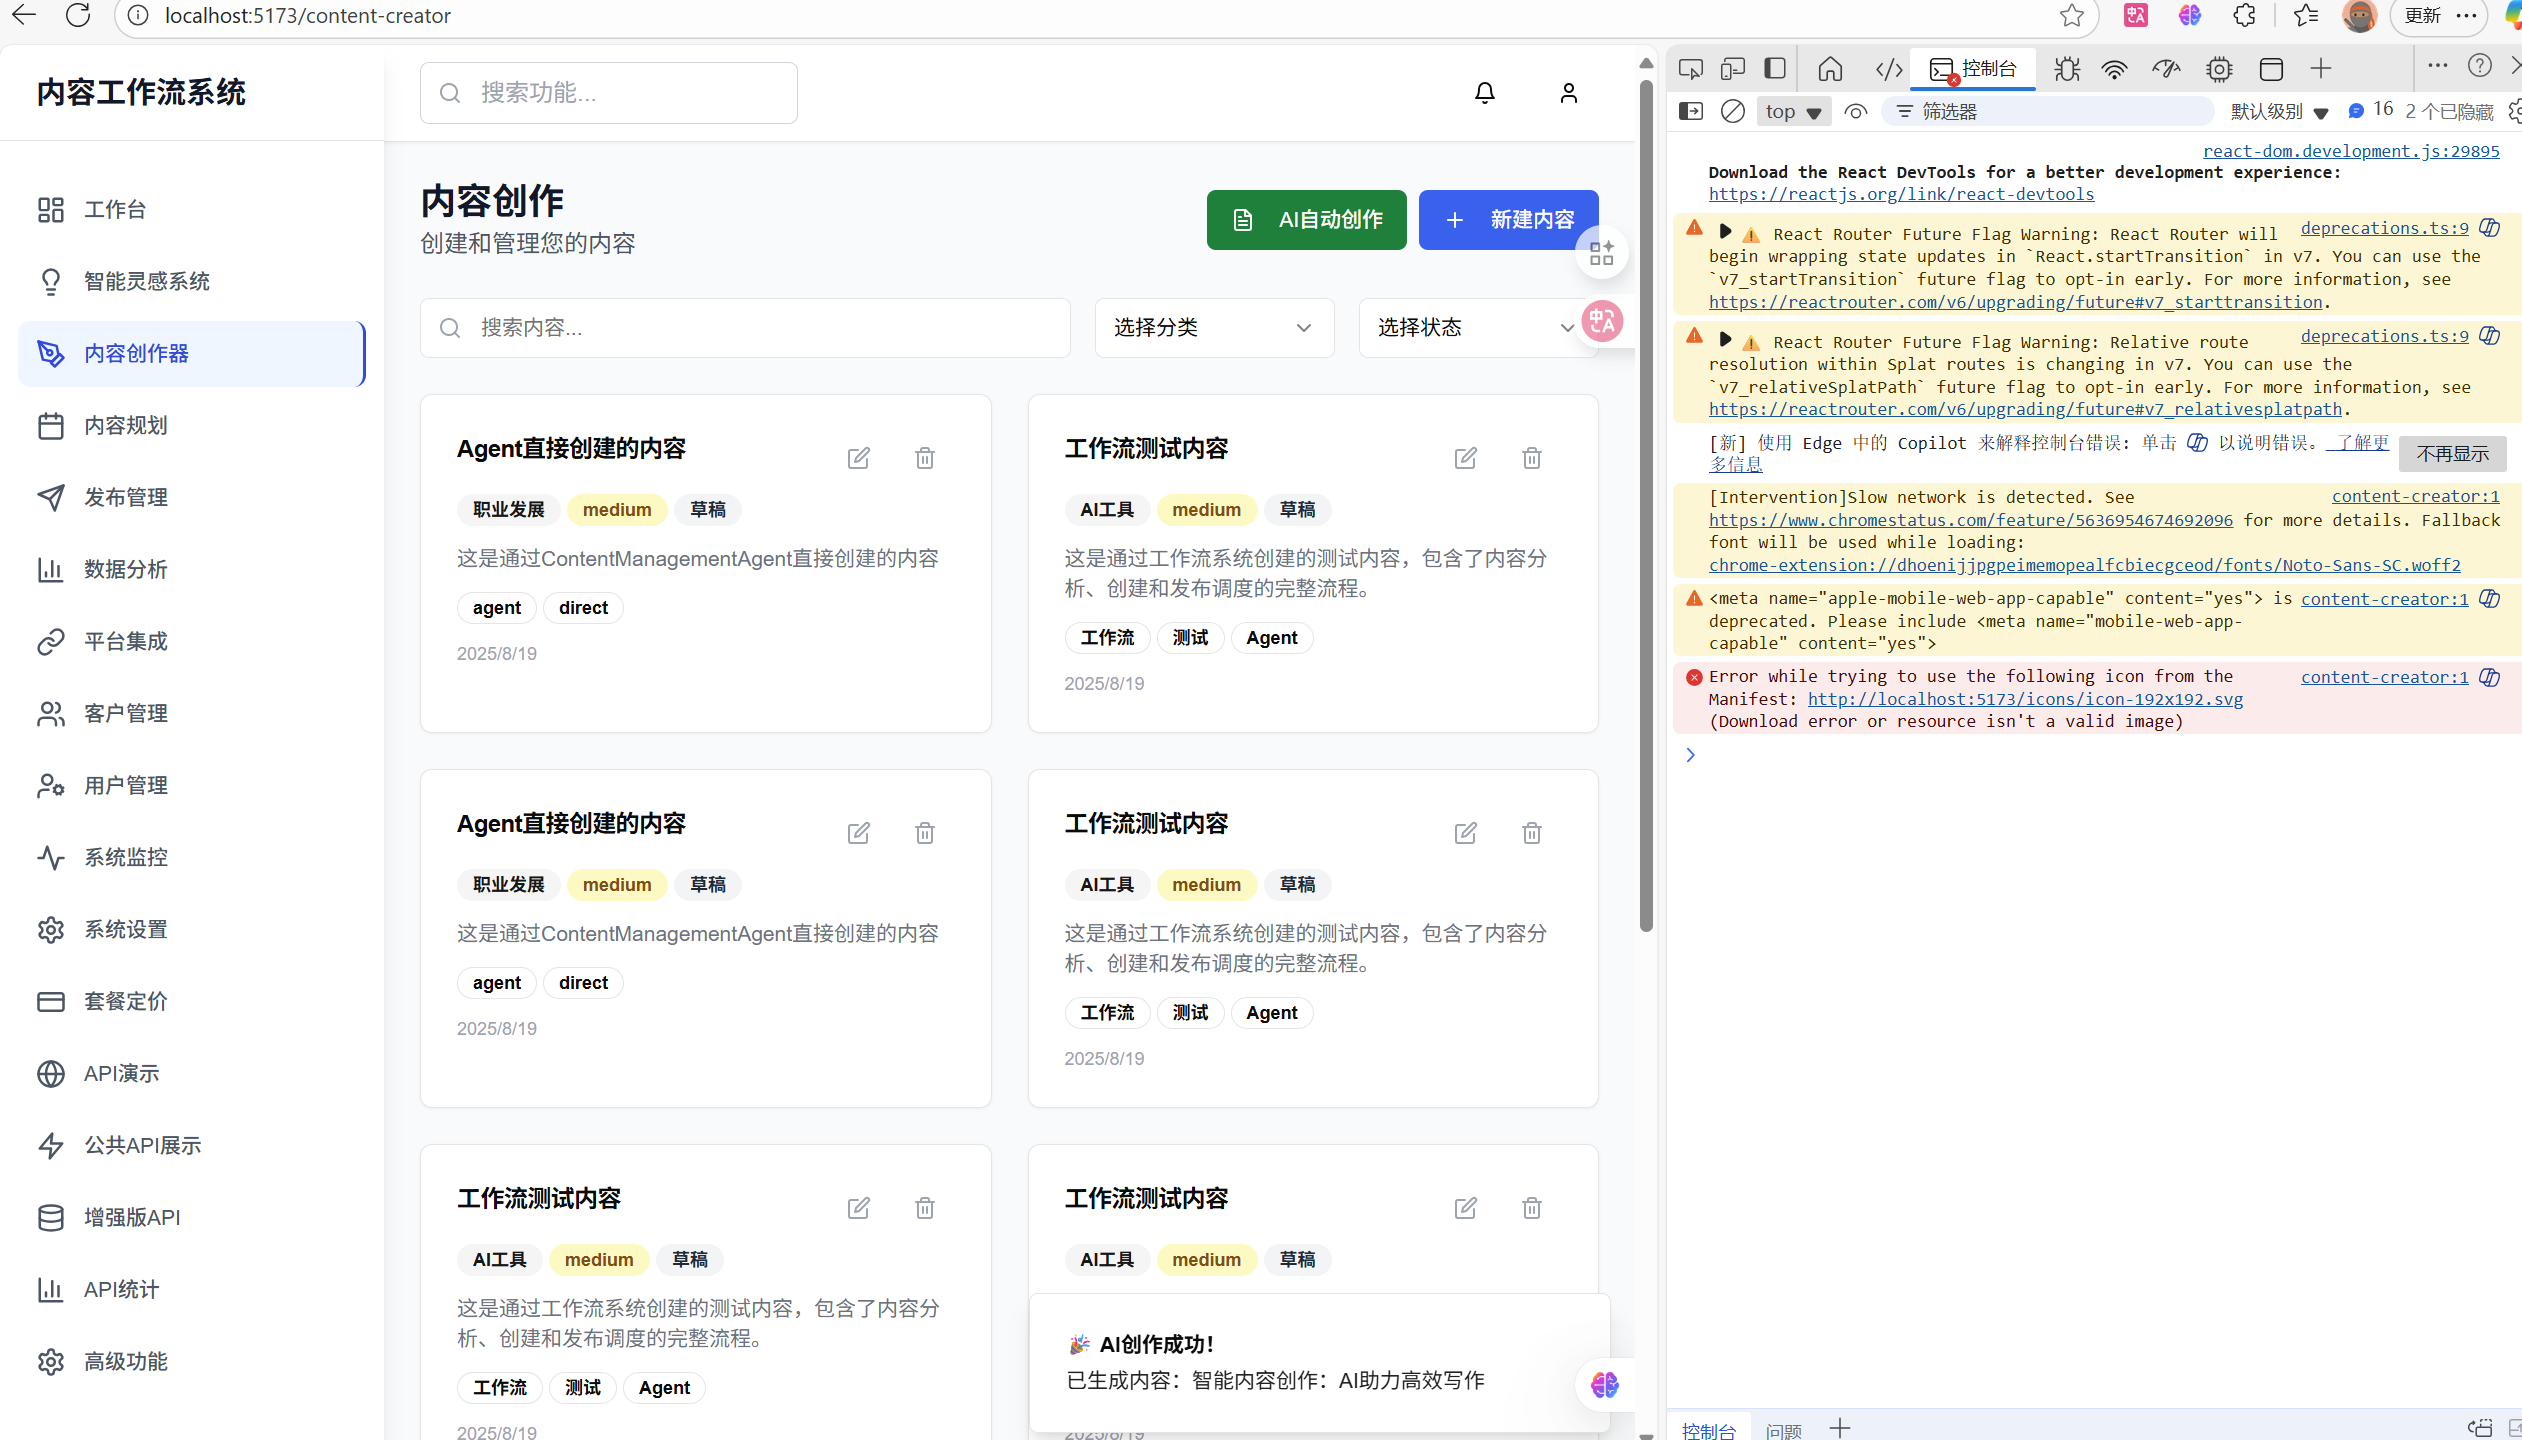 localhost:5173/content-creator
更新
内容工作流系统
工作台
智能灵感系统
内容创作器
内容规划
发布管理
数据分析
平台集成
客户管理
用户管理
系统监控
系统设置
套餐定价
API演示
公共API展示
增强版API
API统计
高级功能
搜索功能...
内容创作
创建和管理您的内容
AI自动创作
新建内容
搜索内容...
选择分类
选择状态
Agent直接创建的内容
职业发展 medium 草稿
这是通过ContentManagementAgent直接创建的内容
agent direct
2025/8/19
工作流测试内容
AI工具 medium 草稿
这是通过工作流系统创建的测试内容，包含了内容分
析、创建和发布调度的完整流程。
工作流 测试 Agent
2025/8/19
Agent直接创建的内容
职业发展 medium 草稿
这是通过ContentManagementAgent直接创建的内容
agent direct
2025/8/19
工作流测试内容
AI工具 medium 草稿
这是通过工作流系统创建的测试内容，包含了内容分
析、创建和发布调度的完整流程。
工作流 测试 Agent
2025/8/19
工作流测试内容
AI工具 medium 草稿
这是通过工作流系统创建的测试内容，包含了内容分
析、创建和发布调度的完整流程。
工作流 测试 Agent
2025/8/19
工作流测试内容
AI工具 medium 草稿
🎉 AI创作成功！
已生成内容：智能内容创作：AI助力高效写作
2025/8/19
控制台
top
筛选器
默认级别
16
2 个已隐藏
react-dom.development.js:29895
Download the React DevTools for a better development experience:
https://reactjs.org/link/react-devtools
deprecations.ts:9
⚠️ React Router Future Flag Warning: React Router will
begin wrapping state updates in `React.startTransition` in v7. You can use the
`v7_startTransition` future flag to opt-in early. For more information, see
https://reactrouter.com/v6/upgrading/future#v7_starttransition.
deprecations.ts:9
⚠️ React Router Future Flag Warning: Relative route
resolution within Splat routes is changing in v7. You can use the
`v7_relativeSplatPath` future flag to opt-in early. For more information, see
https://reactrouter.com/v6/upgrading/future#v7_relativesplatpath.
[新] 使用 Edge 中的 Copilot 来解释控制台错误: 单击 以说明错误。 了解更
多信息
不再显示
[Intervention]Slow network is detected. See
content-creator:1
https://www.chromestatus.com/feature/5636954674692096 for more details. Fallback
font will be used while loading:
chrome-extension://dhoenijjpgpeimemopealfcbiecgceod/fonts/Noto-Sans-SC.woff2
<meta name="apple-mobile-web-app-capable" content="yes"> is
content-creator:1
deprecated. Please include <meta name="mobile-web-app-
capable" content="yes">
Error while trying to use the following icon from the
content-creator:1
Manifest: http://localhost:5173/icons/icon-192x192.svg
(Download error or resource isn't a valid image)
控制台
问题